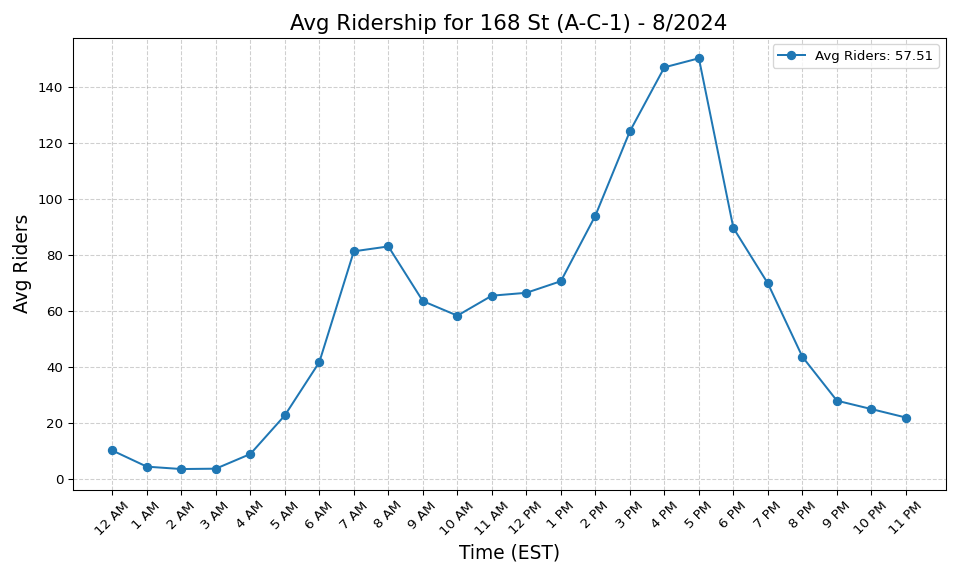 Avg Ridership for 168 St (A-C-1) - 8/2024
Avg Riders: 57.51
Avg Riders
140
120
100
80
60
40
20
0
12 AM
1 AM
2 AM
3 AM
4 AM
5 AM
6 AM
7 AM
8 AM
9 AM
10 AM
11 AM
12 PM
1 PM
2 PM
3 PM
4 PM
5 PM
6 PM
7 PM
8 PM
9 PM
10 PM
11 PM
Time (EST)